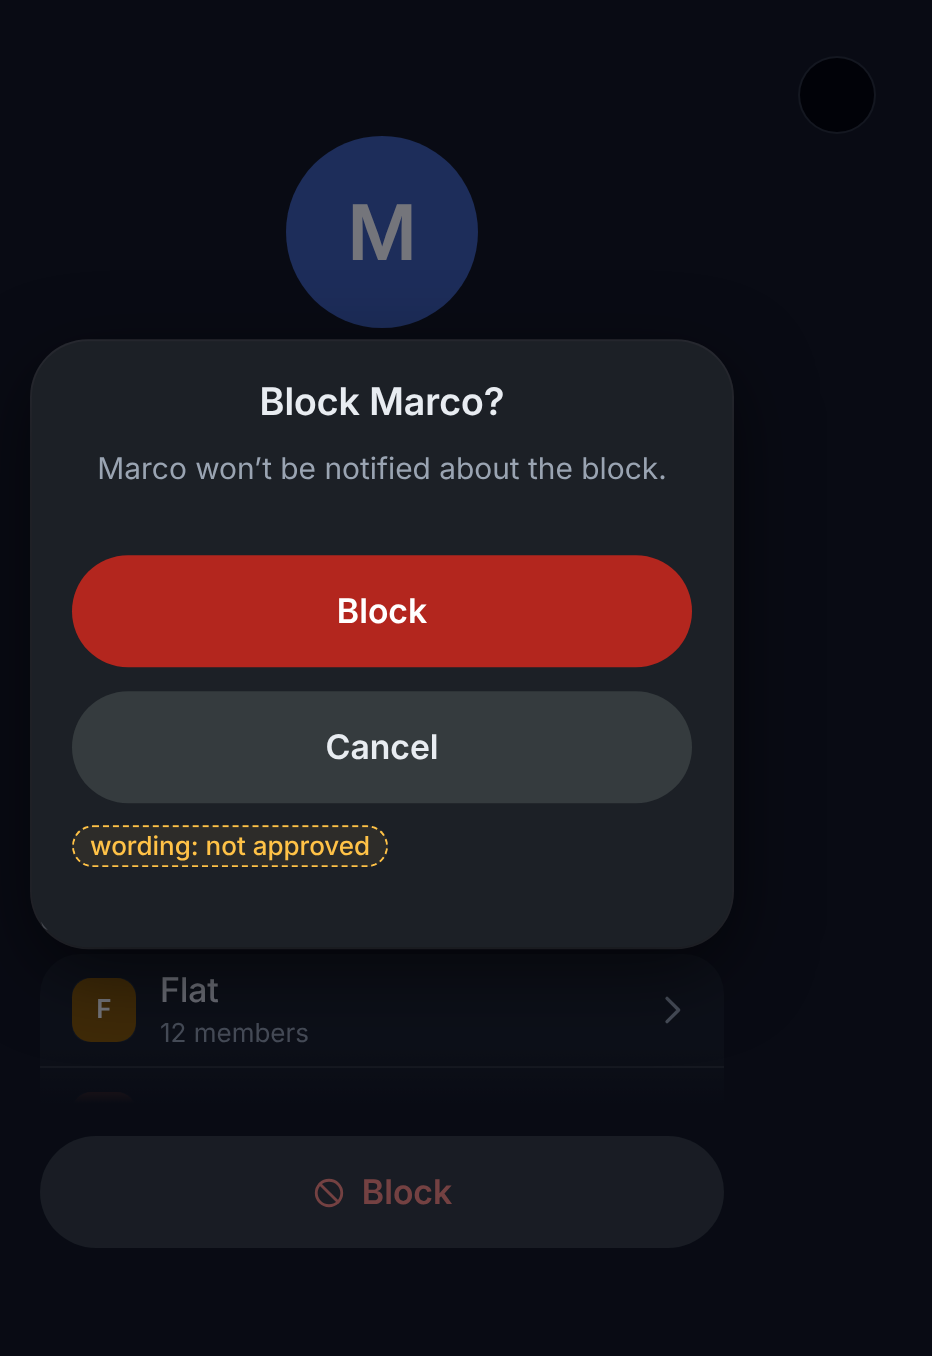 M
Block Marco?
Marco won’t be notified about the block.
Block
Cancel
wording: not approved
F
Flat
12 members
Block